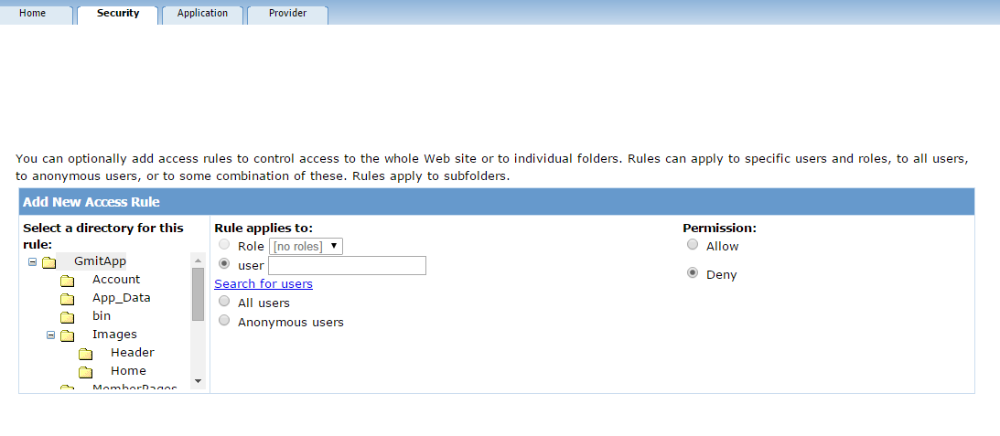 Home Security Application Provider
You can optionally add access rules to control access to the whole Web site or to individual folders. Rules can apply to specific users and roles, to all users,
to anonymous users, or to some combination of these. Rules apply to subfolders.
Add New Access Rule
Select a directory for this
rule:
GmitApp
Account
App_Data
bin
Images
Header
Home
MemberPages
Rule applies to:
Role [no roles]
user
Search for users
All users
Anonymous users
Permission:
Allow
Deny